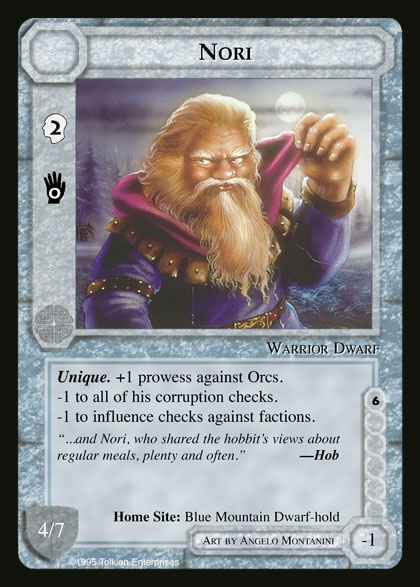 NORI
2
WARRIOR DWARF
Unique. +1 prowess against Orcs.
-1 to all of his corruption checks.
-1 to influence checks against factions.
6
“...and Nori, who shared the hobbit’s views about
regular meals, plenty and often.” —Hob
Home Site: Blue Mountain Dwarf-hold
4/7
ART BY ANGELO MONTANINI
-1
©1995 Tolkien Enterprises